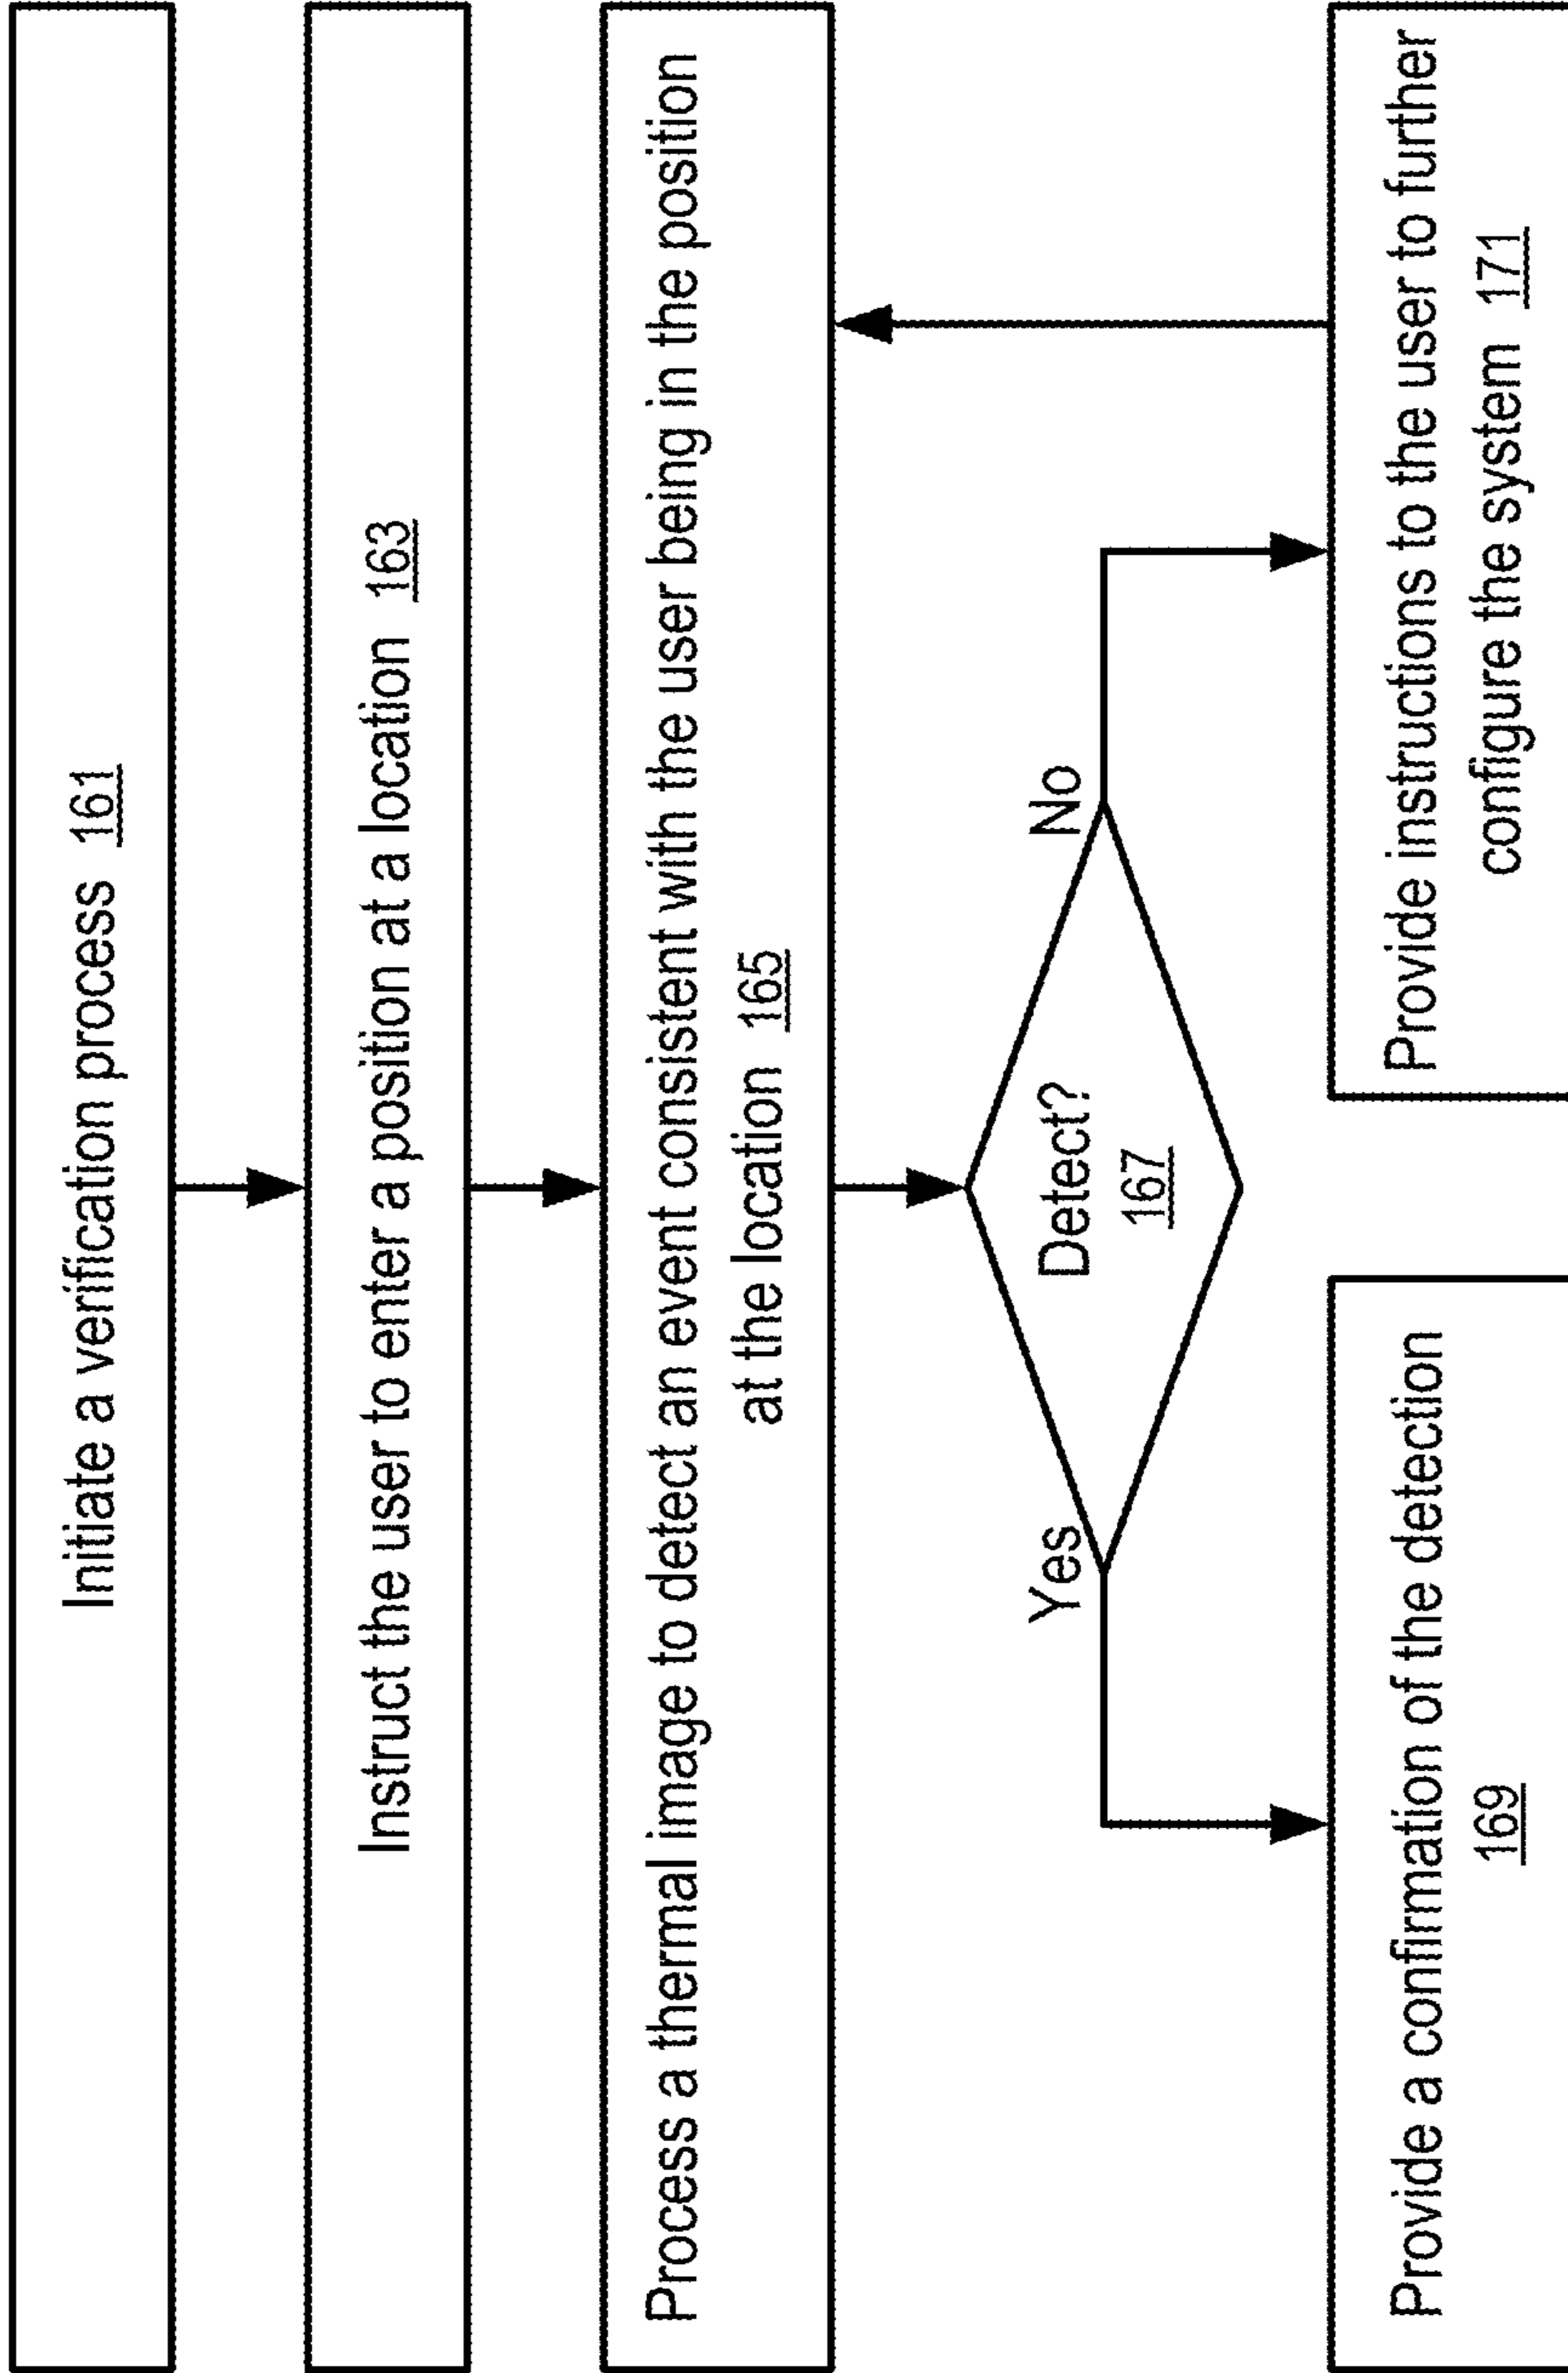 Initiate a verification process 161
Instruct the user to enter a position at a location 163
Process a thermal image to detect an event consistent with the user being in the position
at the location 165
Detect?
167
Yes
No
Provide a confirmation of the detection
169
Provide instructions to the user to further
configure the system 171